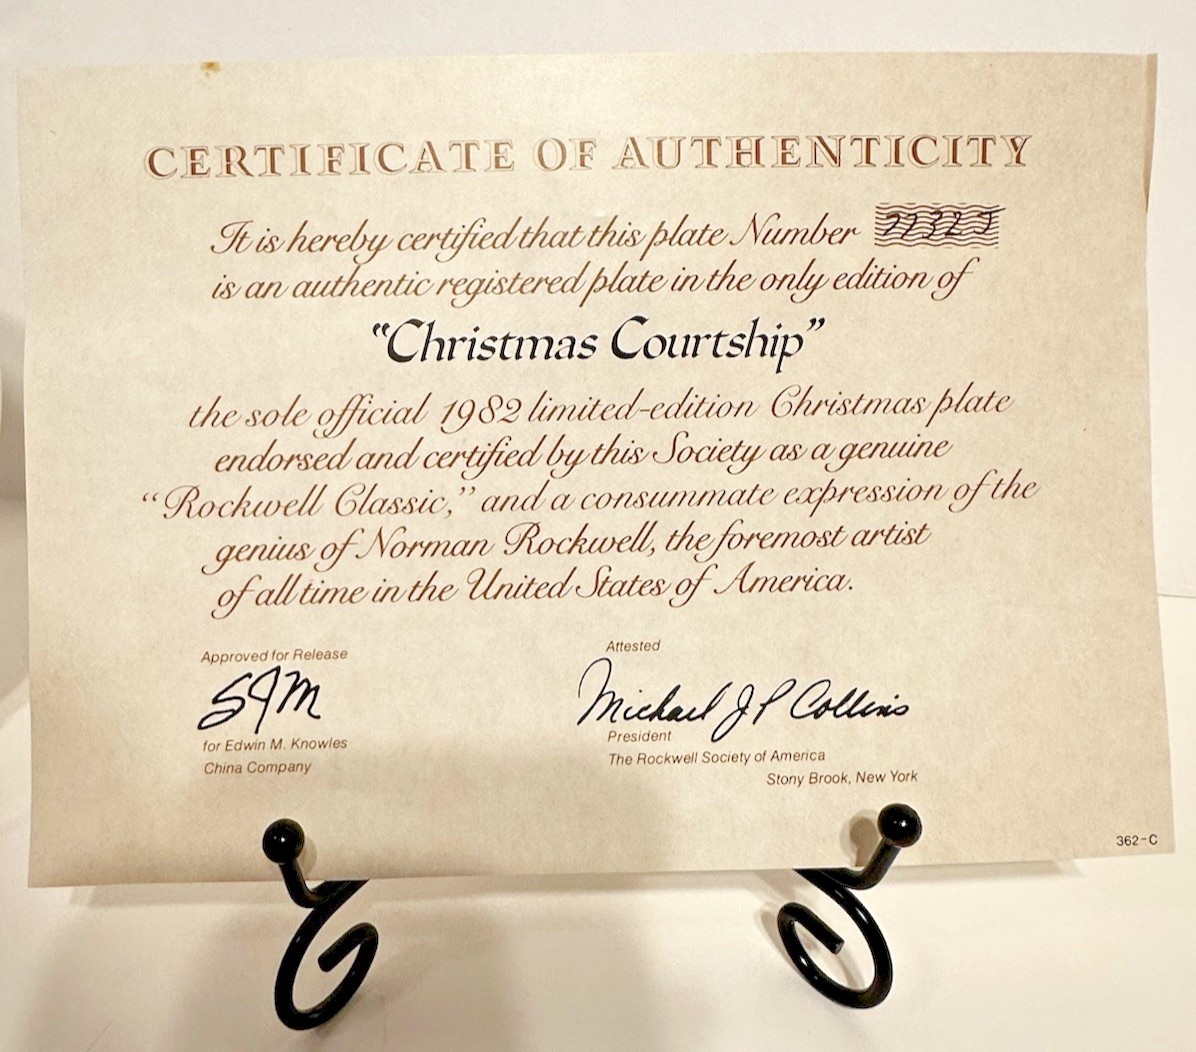 CERTIFICATE OF AUTHENTICITY
It is hereby certified that this plate Number
is an authentic registered plate in the only edition of
“Christmas Courtship”
the sole official 1982 limited-edition Christmas plate
endorsed and certified by this Society as a genuine
“Rockwell Classic,” and a consummate expression of the
genius of Norman Rockwell, the foremost artist
of all time in the United States of America.
Approved for Release
SJM
for Edwin M. Knowles
China Company
Attested
Michael J P Collins
President
The Rockwell Society of America
Stony Brook, New York
362-C